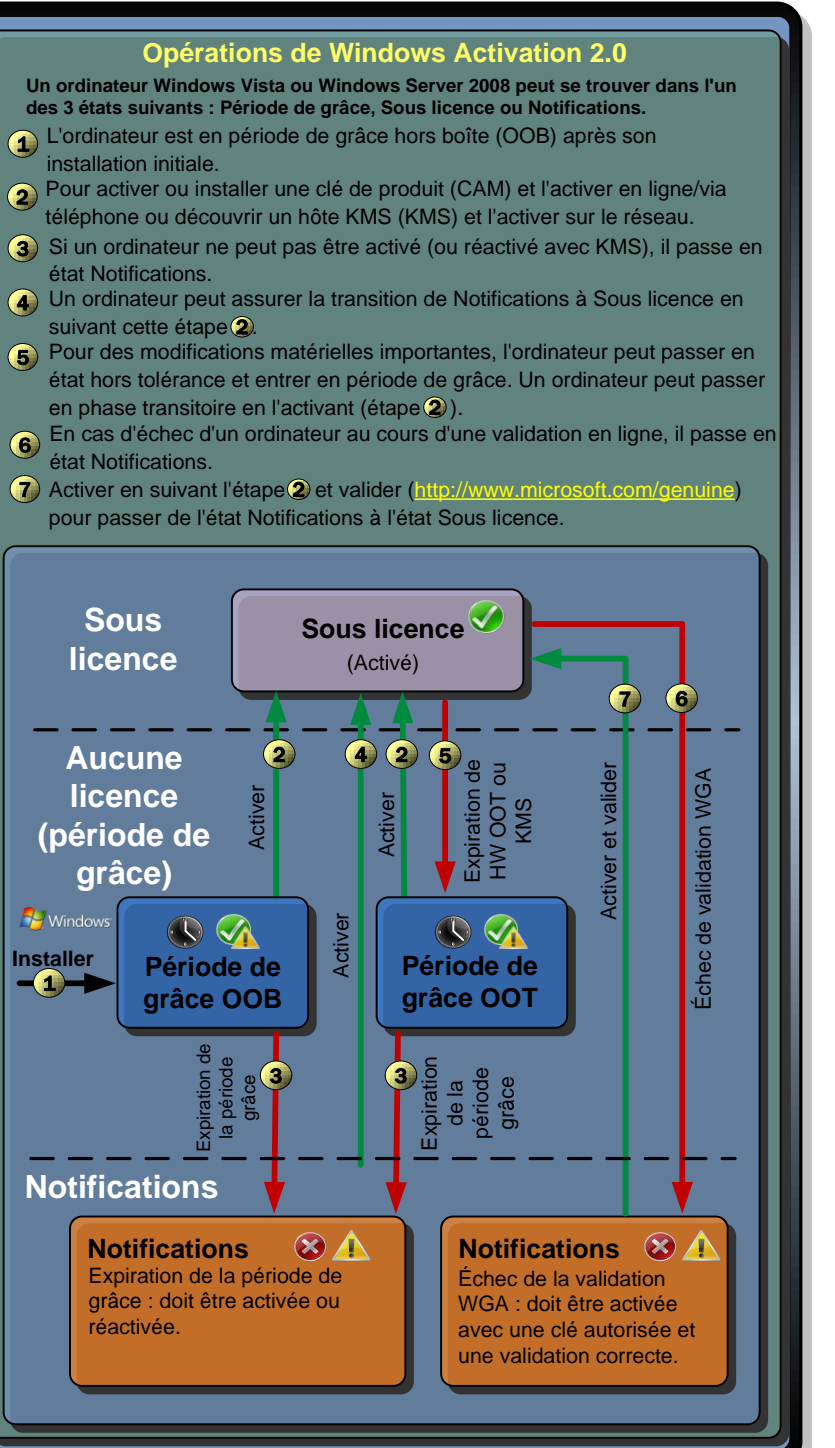 Opérations de Windows Activation 2.0
Un ordinateur Windows Vista ou Windows Server 2008 peut se trouver dans l'un
des 3 états suivants : Période de grâce, Sous licence ou Notifications.
1 L'ordinateur est en période de grâce hors boîte (OOB) après son
installation initiale.
2 Pour activer ou installer une clé de produit (CAM) et l'activer en ligne/via
téléphone ou découvrir un hôte KMS (KMS) et l'activer sur le réseau.
3 Si un ordinateur ne peut pas être activé (ou réactivé avec KMS), il passe en
état Notifications.
4 Un ordinateur peut assurer la transition de Notifications à Sous licence en
suivant cette étape 2.
5 Pour des modifications matérielles importantes, l'ordinateur peut passer en
état hors tolérance et entrer en période de grâce. Un ordinateur peut passer
en phase transitoire en l'activant (étape 2 ).
6 En cas d'échec d'un ordinateur au cours d'une validation en ligne, il passe en
état Notifications.
7 Activer en suivant l'étape 2 et valider (http://www.microsoft.com/genuine)
pour passer de l'état Notifications à l'état Sous licence.
Sous
licence
Sous licence
(Activé)
7
6
2
4
2
5
Aucune
licence
(période de
grâce)
Activer
Activer
Activer
Expiration de
HW OOT ou
KMS
Activer et valider
Échec de validation WGA
Windows
Installer
1
Période de
grâce OOB
Période de
grâce OOT
Expiration de
la période
grâce
3
3
Expiration
de la
période
grâce
Notifications
Notifications
Expiration de la période de
grâce : doit être activée ou
réactivée.
Notifications
Échec de la validation
WGA : doit être activée
avec une clé autorisée et
une validation correcte.